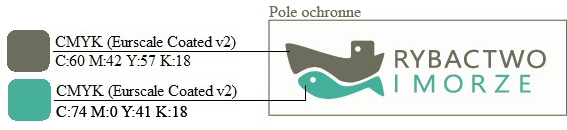 Pole ochronne
CMYK (Eurscale Coated v2)
C:60 M:42 Y:57 K:18
CMYK (Eurscale Coated v2)
C:74 M:0 Y:41 K:18
RYBACTWO
I MORZE